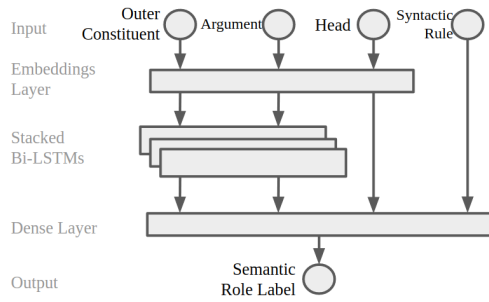 Input
Outer
Constituent
Argument
Head
Syntactic
Rule
Embeddings
Layer
Stacked
Bi-LSTMs
Dense Layer
Output
Semantic
Role Label